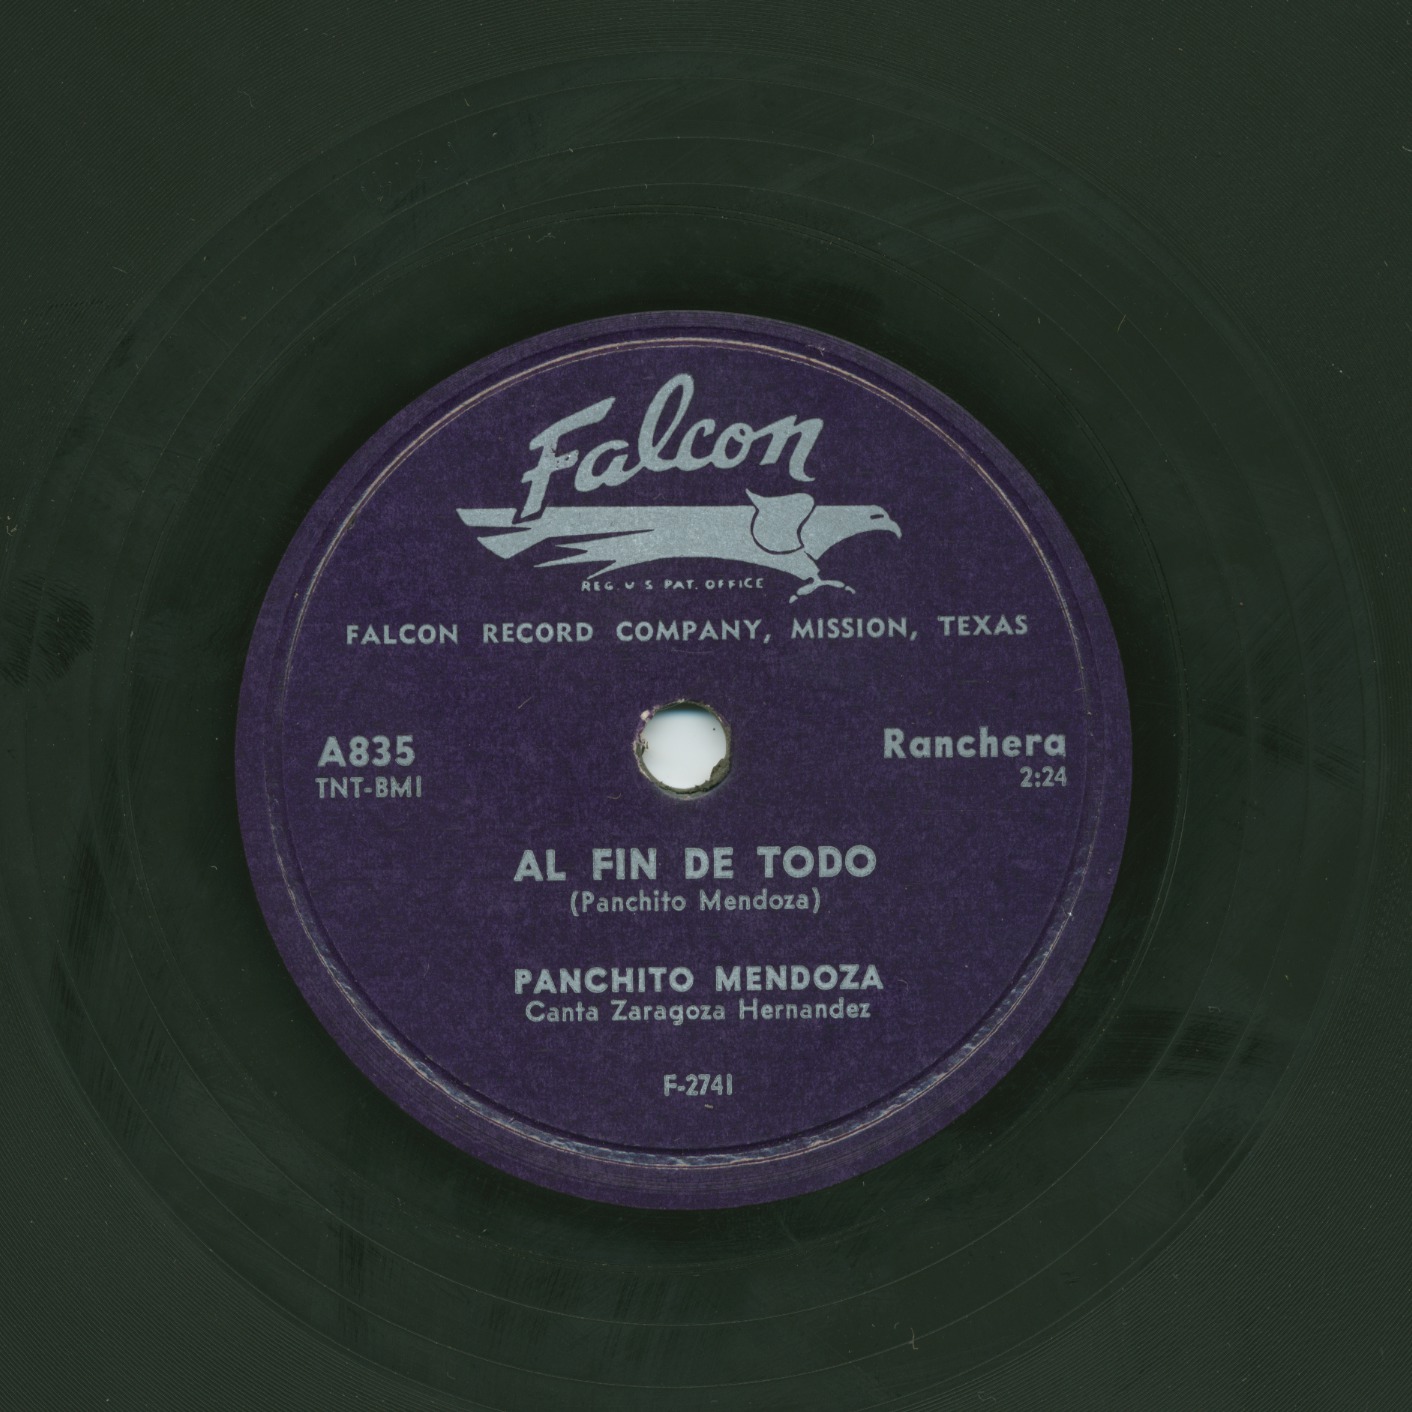 Falcon
REG. U S PAT. OFFICE
FALCON RECORD COMPANY, MISSION, TEXAS
A835
TNT-BMI
Ranchera
2:24
AL FIN DE TODO
(Panchito Mendoza)
PANCHITO MENDOZA
Canta Zaragoza Hernandez
F-2741